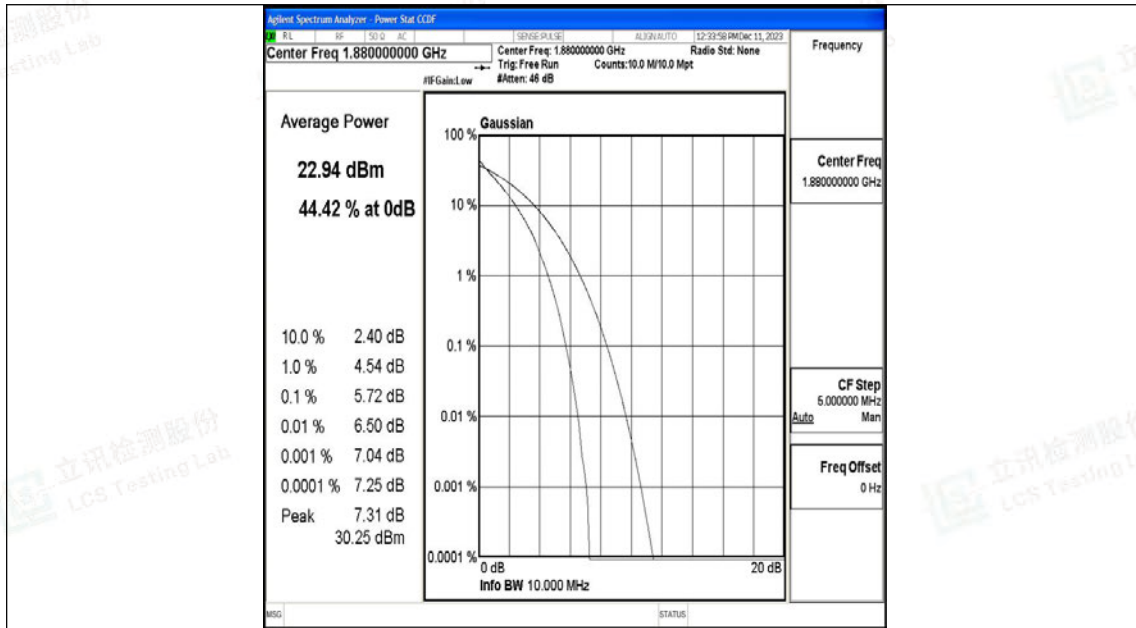 Agilent Spectrum Analyzer - Power Stat CCDF
RL RF 50 Ω AC SENSE:PULSE ALIGNAUTO 12:33:58 PM Dec 11, 2023
Center Freq 1.880000000 GHz
Center Freq: 1.880000000 GHz Radio Std: None
Trig: Free Run Counts:10.0 M/10.0 Mpt
#IFGain:Low #Atten: 46 dB
Frequency
Average Power
22.94 dBm
44.42 % at 0dB
10.0 % 2.40 dB
1.0 % 4.54 dB
0.1 % 5.72 dB
0.01 % 6.50 dB
0.001 % 7.04 dB
0.0001 % 7.25 dB
Peak 7.31 dB
30.25 dBm
Gaussian
100 %
10 %
1 %
0.1 %
0.01 %
0.001 %
0.0001 %
0 dB 20 dB
Info BW 10.000 MHz
Center Freq
1.880000000 GHz
CF Step
5.000000 MHz
Auto Man
Freq Offset
0 Hz
MSG STATUS
立讯检测股份
LCS Testing Lab
立讯检测股份
LCS Testing L